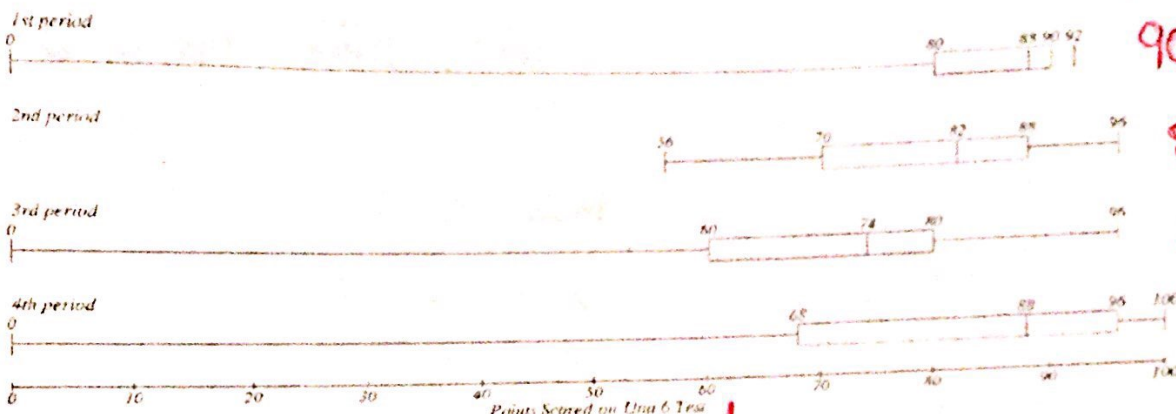 1st period
0 80 88 90 92
90
2nd period
56 70 82 88 96
3rd period
0 60 74 80 96
4th period
0 68 88 96 100
0 10 20 30 40 50 60 70 80 90 100
Points Scored on Unit 6 Test